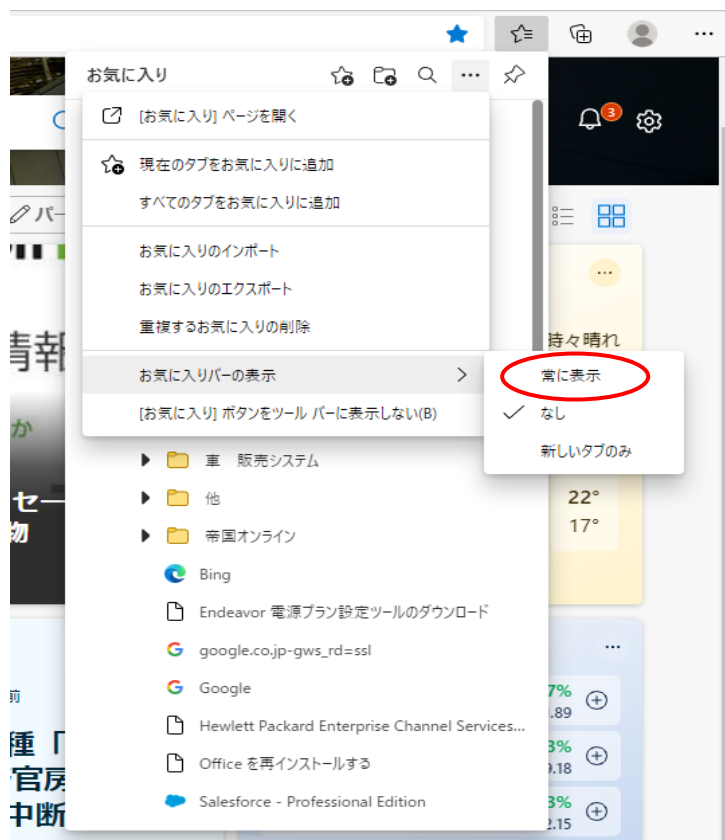 お気に入り
[お気に入り] ページを開く
3
現在のタブをお気に入りに追加
すべてのタブをお気に入りに追加
パー
お気に入りのインポート
お気に入りのエクスポート
重複するお気に入りの削除
情報
時々晴れ
お気に入りバーの表示
常に表示
[お気に入り] ボタンをツール バーに表示しない(B)
なし
か
新しいタブのみ
車 販売システム
セー
他
22°
物
帝国オンライン
17°
Bing
Endeavor 電源プラン設定ツールのダウンロード
google.co.jp-gws_rd=ssl
前
Google
7%
.89
種「
Hewlett Packard Enterprise Channel Services...
官房
Office を再インストールする
3%
9.18
中断
Salesforce - Professional Edition
3%
2.15